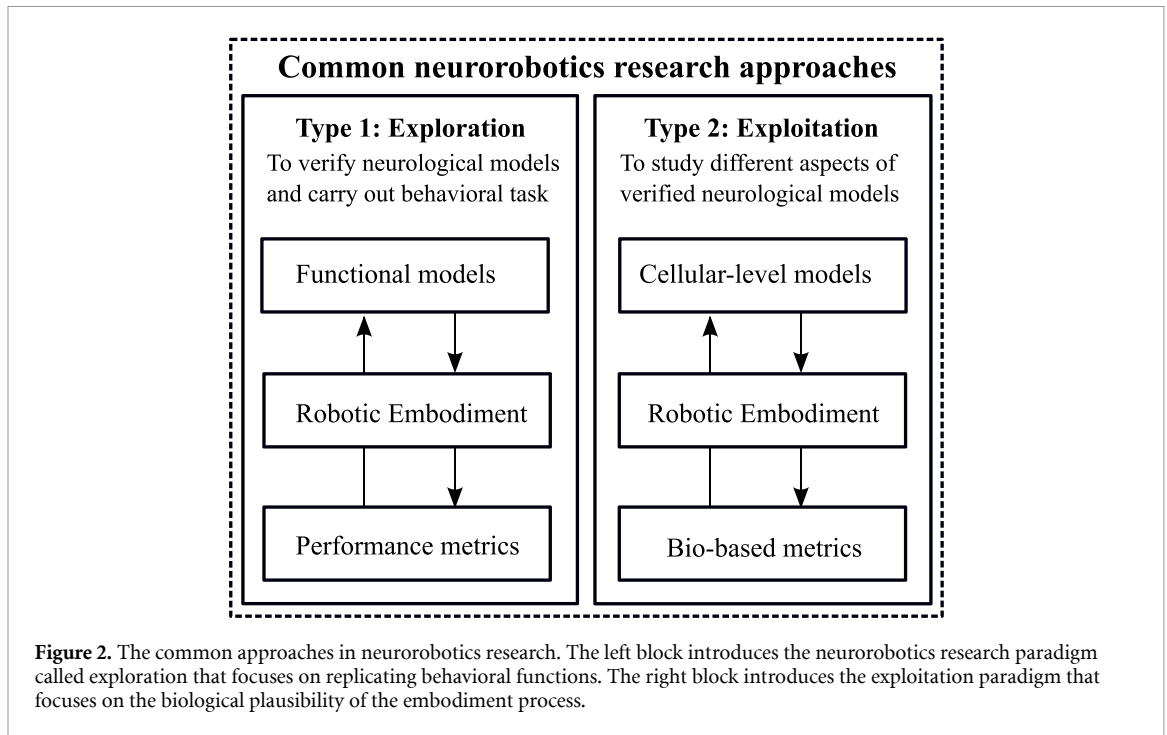 Common neurorobotics research approaches
Type 1: Exploration
To verify neurological models
and carry out behavioral task
Functional models
Robotic Embodiment
Performance metrics
Type 2: Exploitation
To study different aspects of
verified neurological models
Cellular-level models
Robotic Embodiment
Bio-based metrics
Figure 2. The common approaches in neurorobotics research. The left block introduces the neurorobotics research paradigm
called exploration that focuses on replicating behavioral functions. The right block introduces the exploitation paradigm that
focuses on the biological plausibility of the embodiment process.